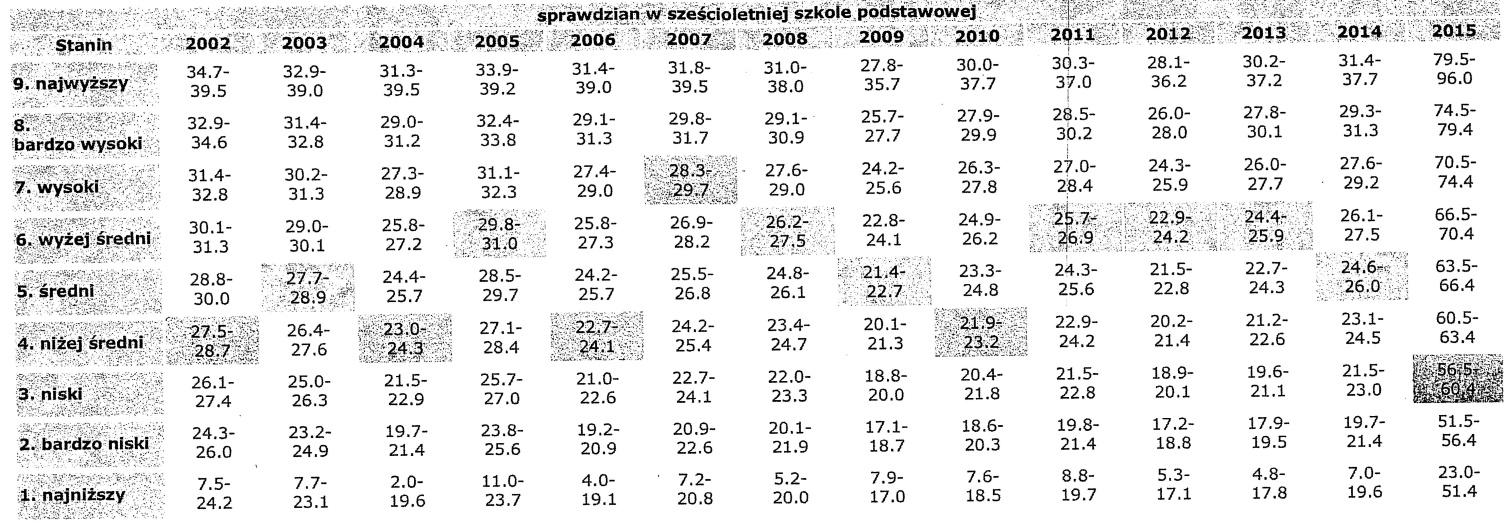 sprawdzian w sześcioletniej szkole podstawowej
Stanin 2002 2003 2004 2005 2006 2007 2008 2009 2010 2011 2012 2013 2014 2015
9. najwyższy 34.7- 32.9- 31.3- 33.9- 31.4- 31.8- 31.0- 27.8- 30.0- 30.3- 28.1- 30.2- 31.4- 79.5-
39.5 39.0 39.5 39.2 39.0 39.5 38.0 35.7 37.7 37.0 36.2 37.2 37.7 96.0
8. 32.9- 31.4- 29.0- 32.4- 29.1- 29.8- 29.1- 25.7- 27.9- 28.5- 26.0- 27.8- 29.3- 74.5-
bardzo wysoki 34.6 32.8 31.2 33.8 31.3 31.7 30.9 27.7 29.9 30.2 28.0 30.1 31.3 79.4
7. wysoki 31.4- 30.2- 27.3- 31.1- 27.4- 28.3- 27.6- 24.2- 26.3- 27.0- 24.3- 26.0- 27.6- 70.5-
32.8 31.3 28.9 32.3 29.0 29.7 29.0 25.6 27.8 28.4 25.9 27.7 29.2 74.4
6. wyżej średni 30.1- 29.0- 25.8- 29.8- 25.8- 26.9- 26.2- 22.8- 24.9- 25.7- 22.9- 24.4- 26.1- 66.5-
31.3 30.1 27.2 31.0 27.3 28.2 27.5 24.1 26.2 26.9 24.2 25.9 27.5 70.4
5. średni 28.8- 27.7- 24.4- 28.5- 24.2- 25.5- 24.8- 21.4- 23.3- 24.3- 21.5- 22.7- 24.6- 63.5-
30.0 28.9 25.7 29.7 25.7 26.8 26.1 22.7 24.8 25.6 22.8 24.3 26.0 66.4
4. niżej średni 27.5- 26.4- 23.0- 27.1- 22.7- 24.2- 23.4- 20.1- 21.9- 22.9- 20.2- 21.2- 23.1- 60.5-
28.7 27.6 24.3 28.4 24.1 25.4 24.7 21.3 23.2 24.2 21.4 22.6 24.5 63.4
3. niski 26.1- 25.0- 21.5- 25.7- 21.0- 22.7- 22.0- 18.8- 20.4- 21.5- 18.9- 19.6- 21.5- 56.5-
27.4 26.3 22.9 27.0 22.6 24.1 23.3 20.0 21.8 22.8 20.1 21.1 23.0 60.4
2. bardzo niski 24.3- 23.2- 19.7- 23.8- 19.2- 20.9- 20.1- 17.1- 18.6- 19.8- 17.2- 17.9- 19.7- 51.5-
26.0 24.9 21.4 25.6 20.9 22.6 21.9 18.7 20.3 21.4 18.8 19.5 21.4 56.4
1. najniższy 7.5- 7.7- 2.0- 11.0- 4.0- 7.2- 5.2- 7.9- 7.6- 8.8- 5.3- 4.8- 7.0- 23.0-
24.2 23.1 19.6 23.7 19.1 20.8 20.0 17.0 18.5 19.7 17.1 17.8 19.6 51.4